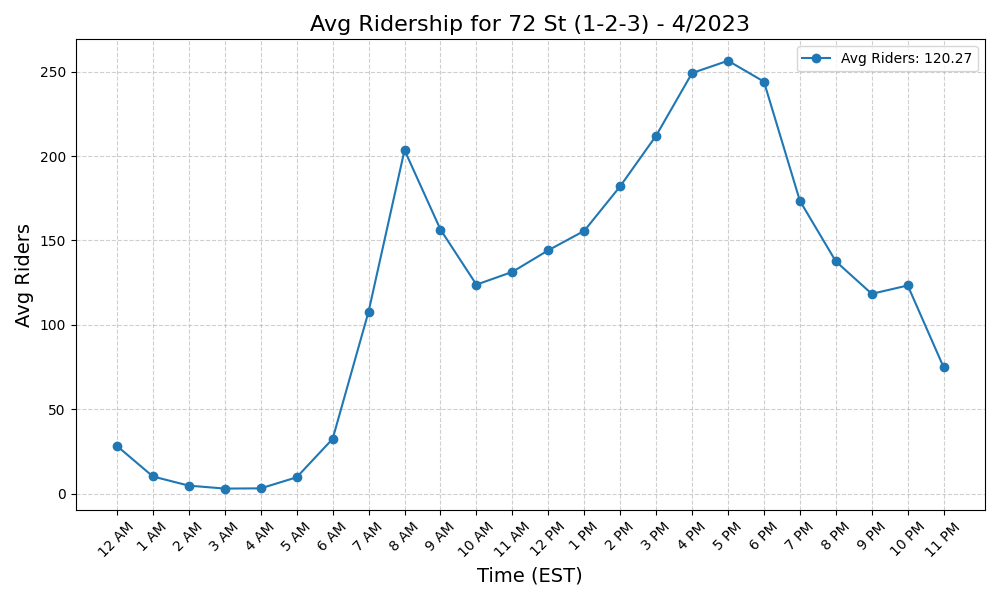 Avg Ridership for 72 St (1-2-3) - 4/2023
Avg Riders: 120.27
Avg Riders
250
200
150
100
50
0
12 AM
1 AM
2 AM
3 AM
4 AM
5 AM
6 AM
7 AM
8 AM
9 AM
10 AM
11 AM
12 PM
1 PM
2 PM
3 PM
4 PM
5 PM
6 PM
7 PM
8 PM
9 PM
10 PM
11 PM
Time (EST)